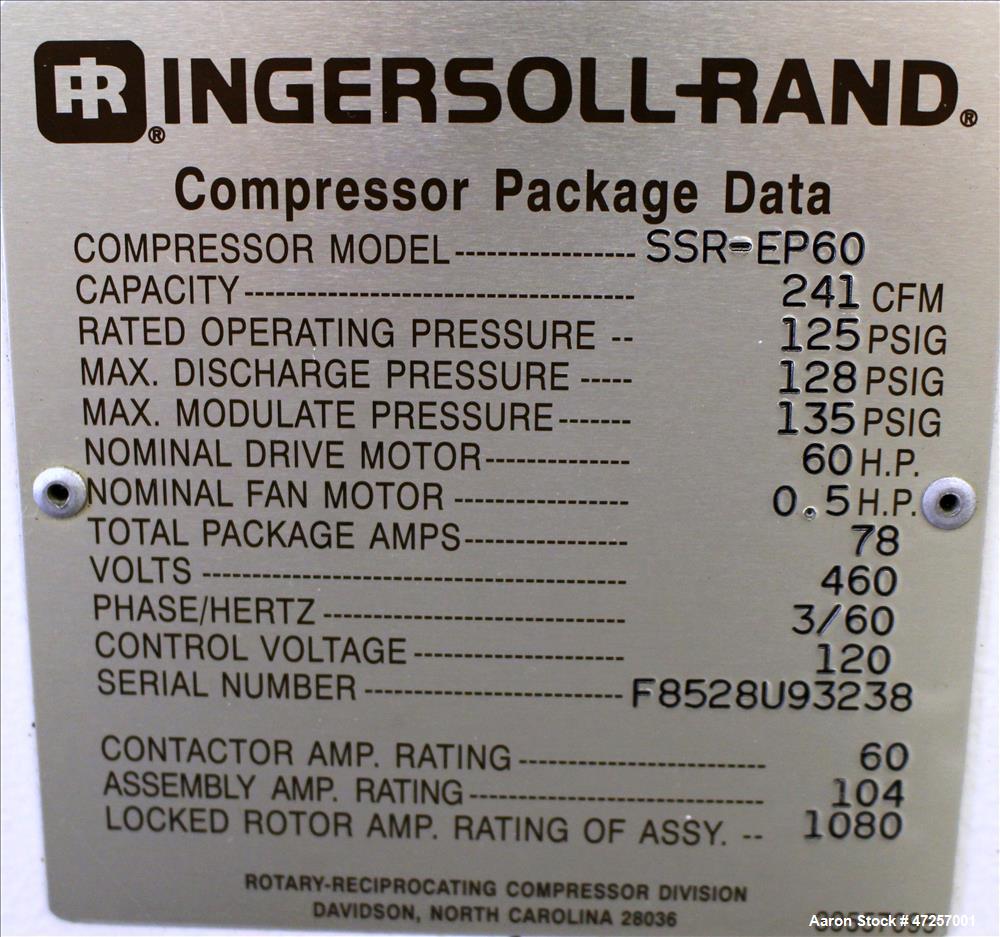 IR® INGERSOLL-RAND®
Compressor Package Data
COMPRESSOR MODEL ----------------- SSR-EP60
CAPACITY ------------------------------------- 241 CFM
RATED OPERATING PRESSURE -- 125 PSIG
MAX. DISCHARGE PRESSURE ----- 128 PSIG
MAX. MODULATE PRESSURE ------- 135 PSIG
NOMINAL DRIVE MOTOR -------------- 60 H.P.
NOMINAL FAN MOTOR ----------------- 0.5 H.P.
TOTAL PACKAGE AMPS ---------------- 78
VOLTS ----------------------------------------- 460
PHASE/HERTZ ----------------------------- 3/60
CONTROL VOLTAGE -------------------- 120
SERIAL NUMBER ------------------------- F8528U93238
CONTACTOR AMP. RATING ------------------------ 60
ASSEMBLY AMP. RATING ----------------------------- 104
LOCKED ROTOR AMP. RATING OF ASSY. -- 1080
ROTARY-RECIPROCATING COMPRESSOR DIVISION
DAVIDSON, NORTH CAROLINA 28036
Aaron Stock # 47257001